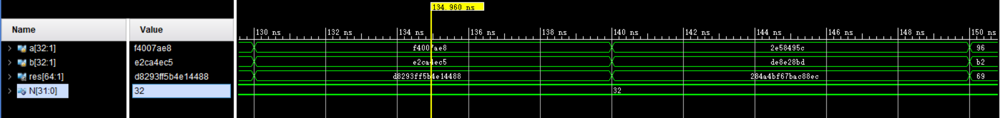 134.960 ns
Name Value
130 ns 132 ns 134 ns 136 ns 138 ns 140 ns 142 ns 144 ns 146 ns 148 ns 150 ns
a[32:1] f4007ae8 f4007ae8 2e58495c 96
b[32:1] e2ca4ec5 e2ca4ec5 de8e28bd b2
res[64:1] d8293ff5b4e14488 d8293ff5b4e14488 284a4bf67bac88ec 69
N[31:0] 32 32